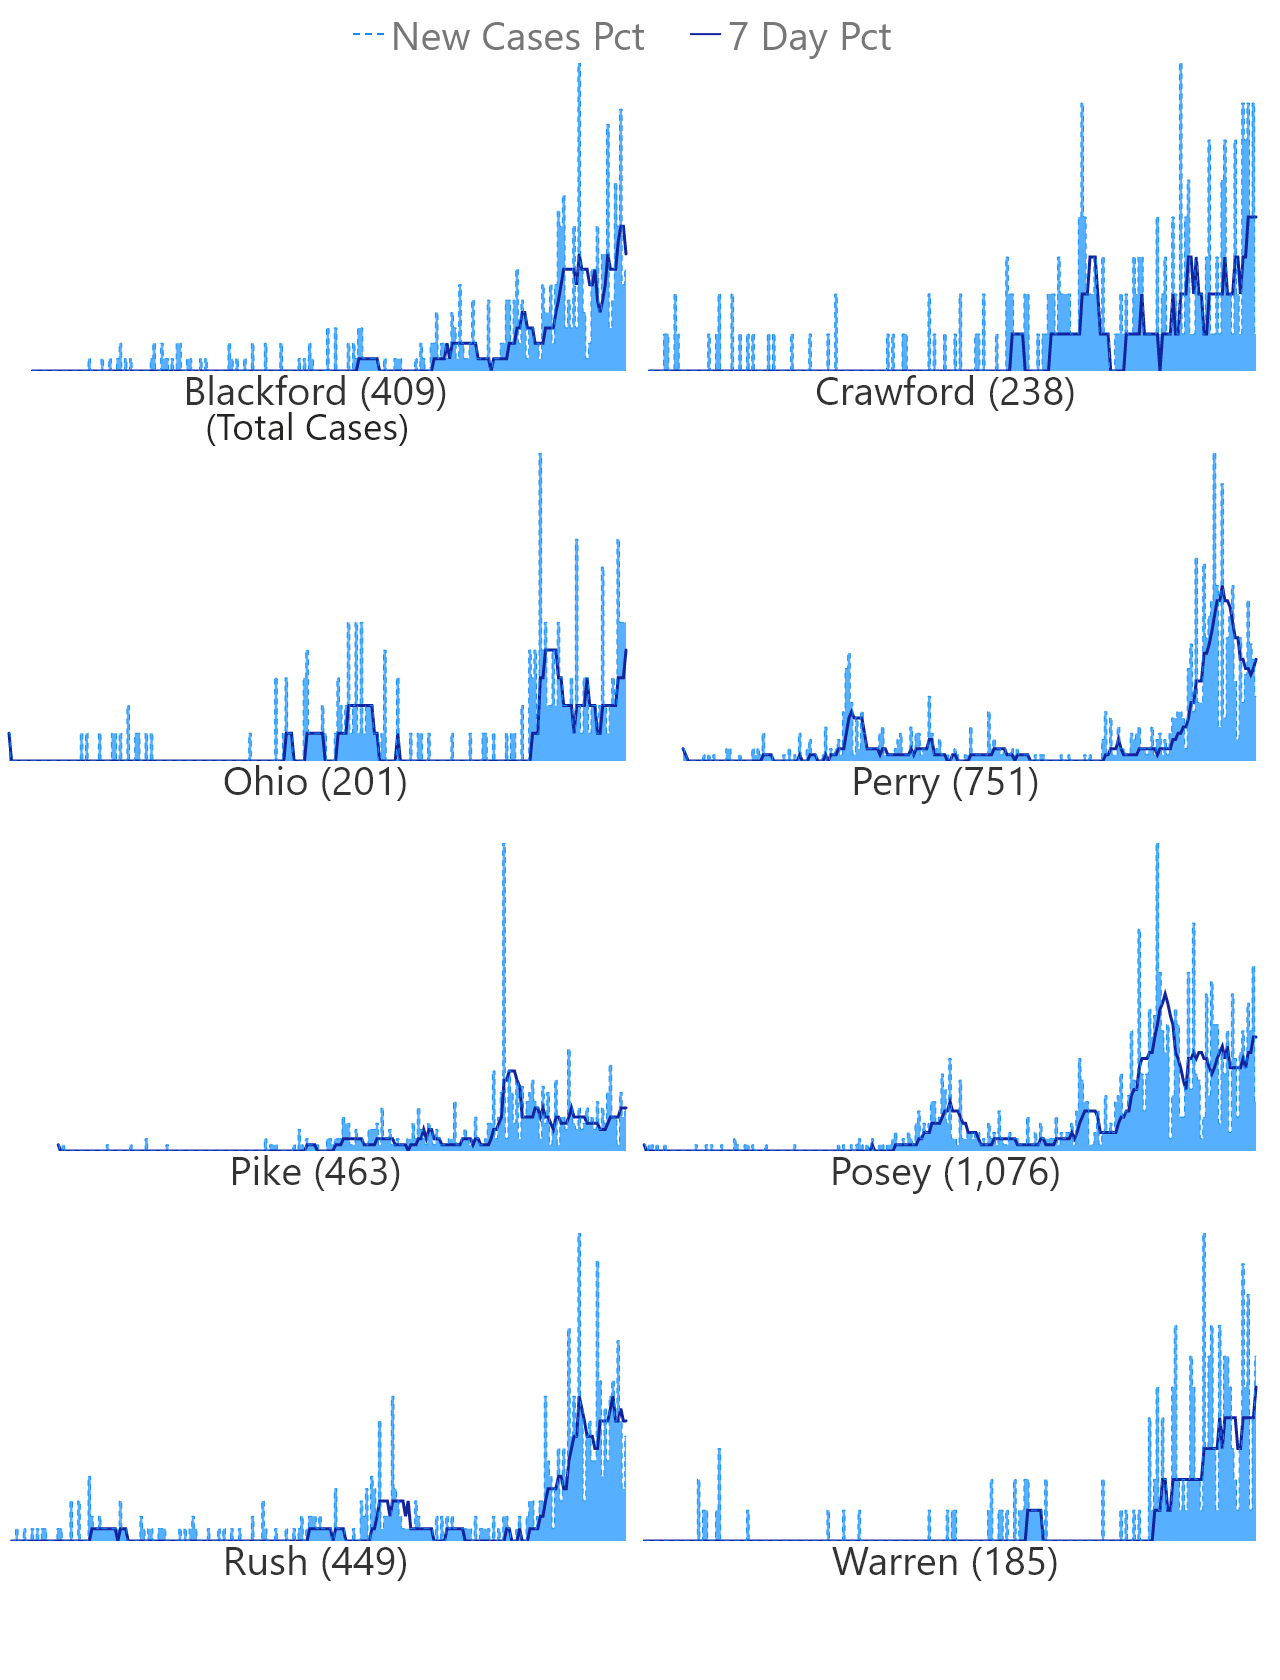 New Cases Pct 7 Day Pct
Blackford (409) Crawford (238)
(Total Cases)
Ohio (201) Perry (751)
Pike (463) Posey (1,076)
Rush (449) Warren (185)